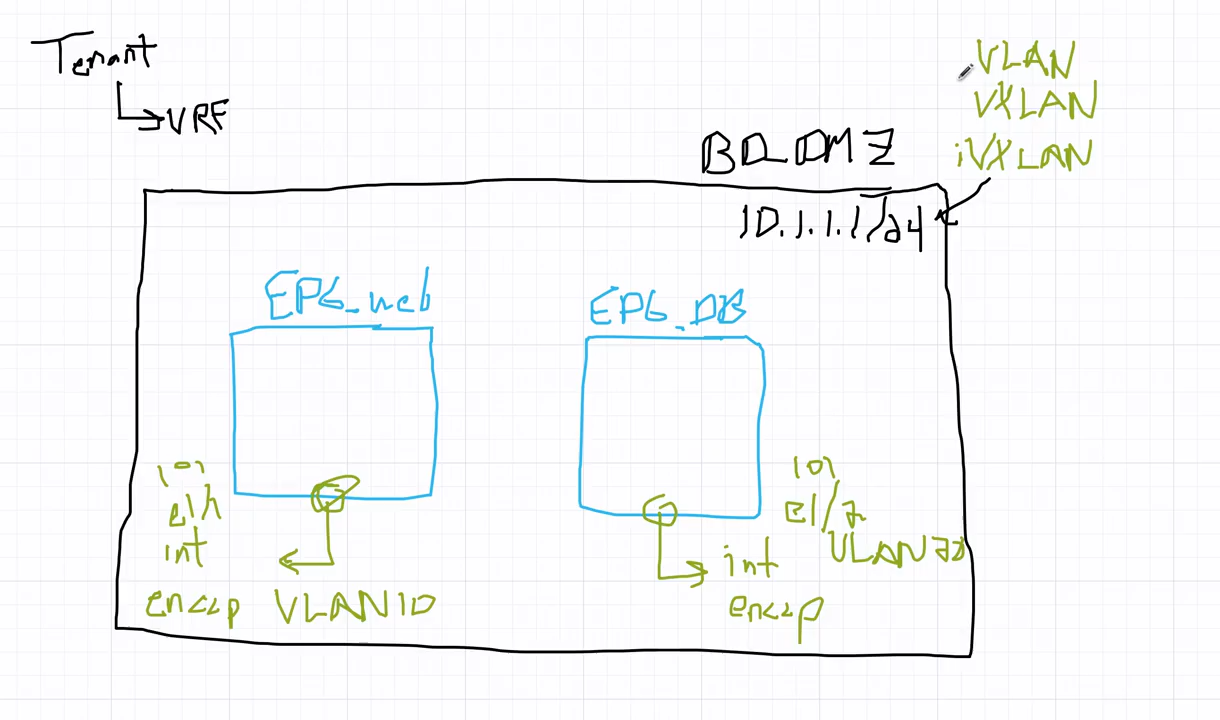 Tenant
VRF
VLAN
VXLAN
iVXLAN
BD_DMZ
10.1.1.1/24
EPG_web
EPG_DB
101
e1/1
int
encap VLAN10
101
e1/2
VLAN20
int
encap